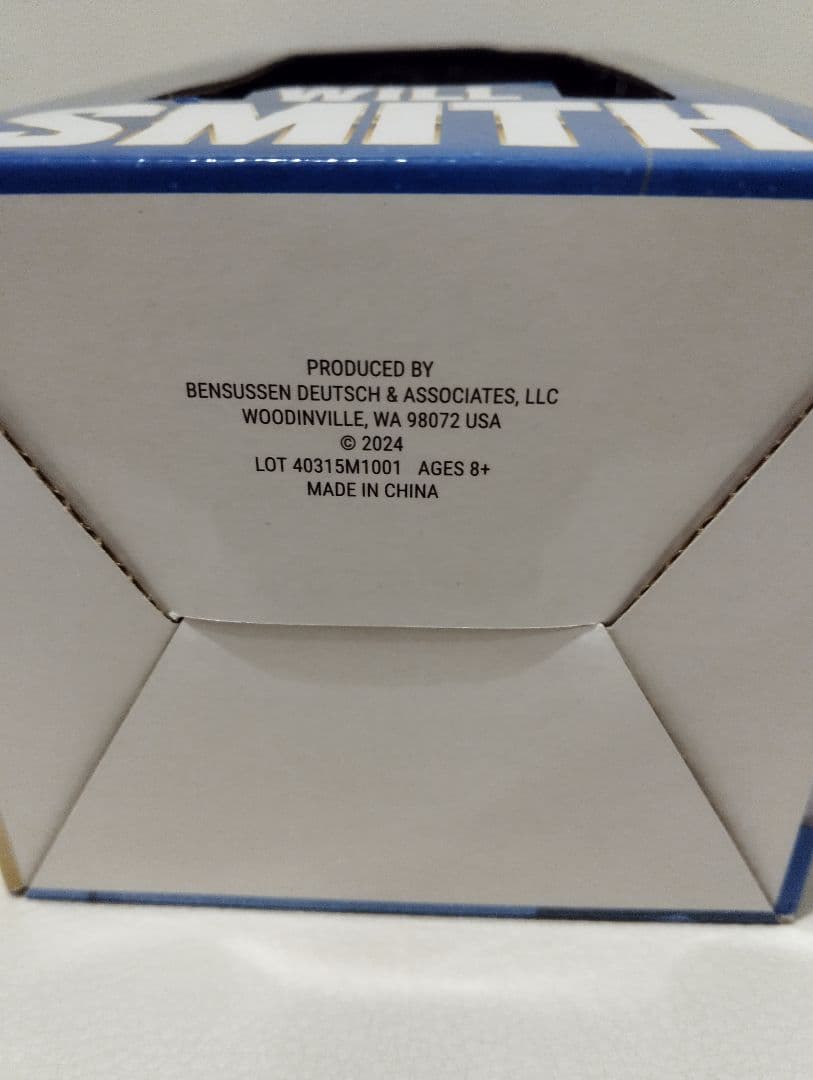 WILL
SMITH
PRODUCED BY
BENSUSSEN DEUTSCH & ASSOCIATES, LLC
WOODINVILLE, WA 98072 USA
© 2024
LOT 40315M1001 AGES 8+
MADE IN CHINA